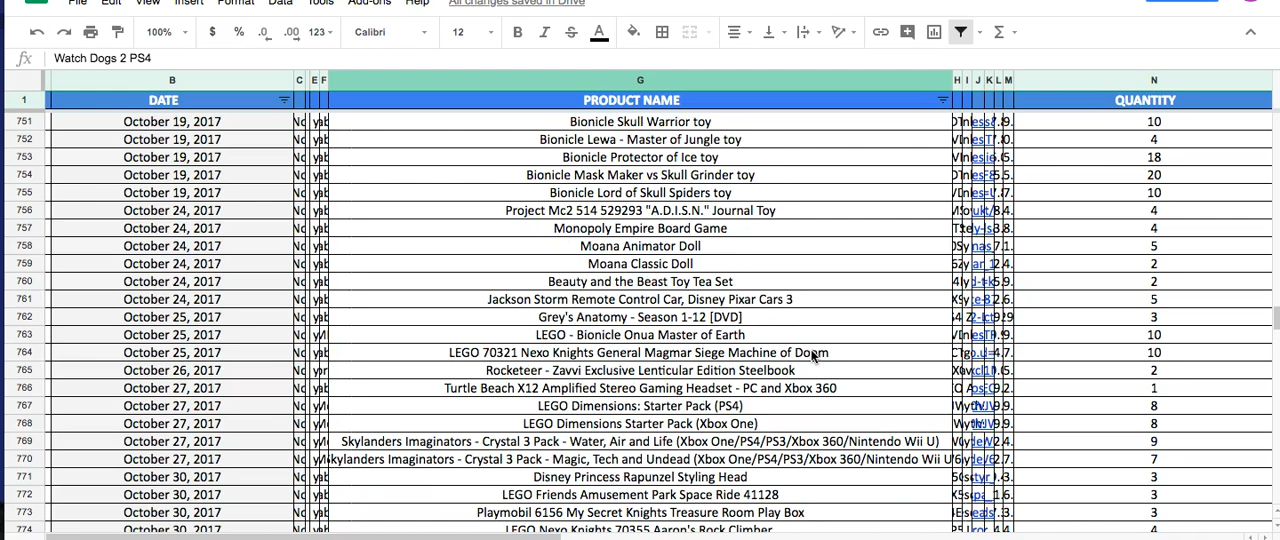 File Edit View Insert Format Data Tools Add-ons Help All changes saved in Drive
100% $ % .0 .00 123 Calibri 12 B I S A
fx Watch Dogs 2 PS4
B C E F G H I J K L M N
1 DATE PRODUCT NAME QUANTITY
751 October 19, 2017 Bionicle Skull Warrior toy 10
752 October 19, 2017 Bionicle Lewa - Master of Jungle toy 4
753 October 19, 2017 Bionicle Protector of Ice toy 18
754 October 19, 2017 Bionicle Mask Maker vs Skull Grinder toy 20
755 October 19, 2017 Bionicle Lord of Skull Spiders toy 10
756 October 24, 2017 Project Mc2 514 529293 "A.D.I.S.N." Journal Toy 4
757 October 24, 2017 Monopoly Empire Board Game 4
758 October 24, 2017 Moana Animator Doll 5
759 October 24, 2017 Moana Classic Doll 2
760 October 24, 2017 Beauty and the Beast Toy Tea Set 2
761 October 24, 2017 Jackson Storm Remote Control Car, Disney Pixar Cars 3 5
762 October 24, 2017 Grey's Anatomy - Season 1-12 [DVD] 3
763 October 25, 2017 LEGO - Bionicle Onua Master of Earth 10
764 October 25, 2017 LEGO 70321 Nexo Knights General Magmar Siege Machine of Doom 10
765 October 26, 2017 Rocketeer - Zavvi Exclusive Lenticular Edition Steelbook 2
766 October 27, 2017 Turtle Beach X12 Amplified Stereo Gaming Headset - PC and Xbox 360 1
767 October 27, 2017 LEGO Dimensions: Starter Pack (PS4) 8
768 October 27, 2017 LEGO Dimensions Starter Pack (Xbox One) 8
769 October 27, 2017 Skylanders Imaginators - Crystal 3 Pack - Water, Air and Life (Xbox One/PS4/PS3/Xbox 360/Nintendo Wii U) 9
770 October 27, 2017 kylanders Imaginators - Crystal 3 Pack - Magic, Tech and Undead (Xbox One/PS4/PS3/Xbox 360/Nintendo Wii U 7
771 October 30, 2017 Disney Princess Rapunzel Styling Head 3
772 October 30, 2017 LEGO Friends Amusement Park Space Ride 41128 3
773 October 30, 2017 Playmobil 6156 My Secret Knights Treasure Room Play Box 3
774 October 30, 2017 LEGO Nexo Knights 70355 Aaron's Rock Climber 4